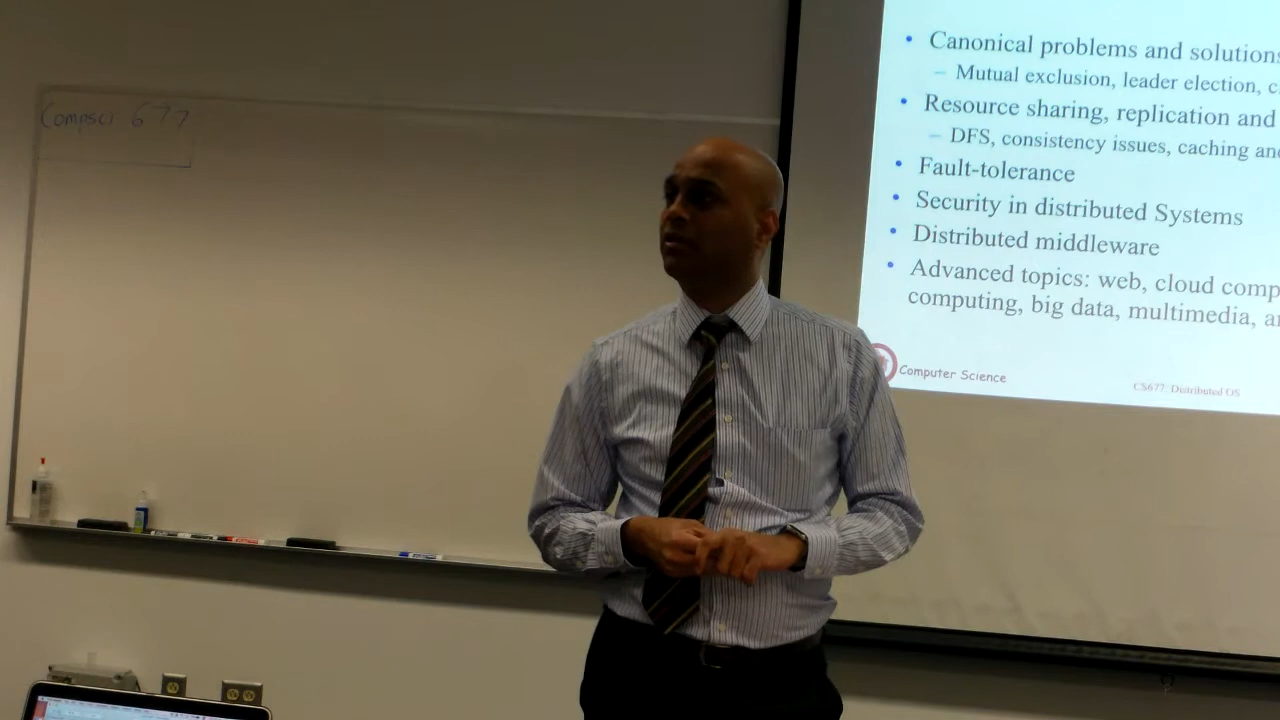 Compsci 677
• Canonical problems and solutions
– Mutual exclusion, leader election, c
• Resource sharing, replication and
– DFS, consistency issues, caching an
• Fault-tolerance
• Security in distributed Systems
• Distributed middleware
• Advanced topics: web, cloud comp
computing, big data, multimedia, a
Computer Science
CS677: Distributed OS